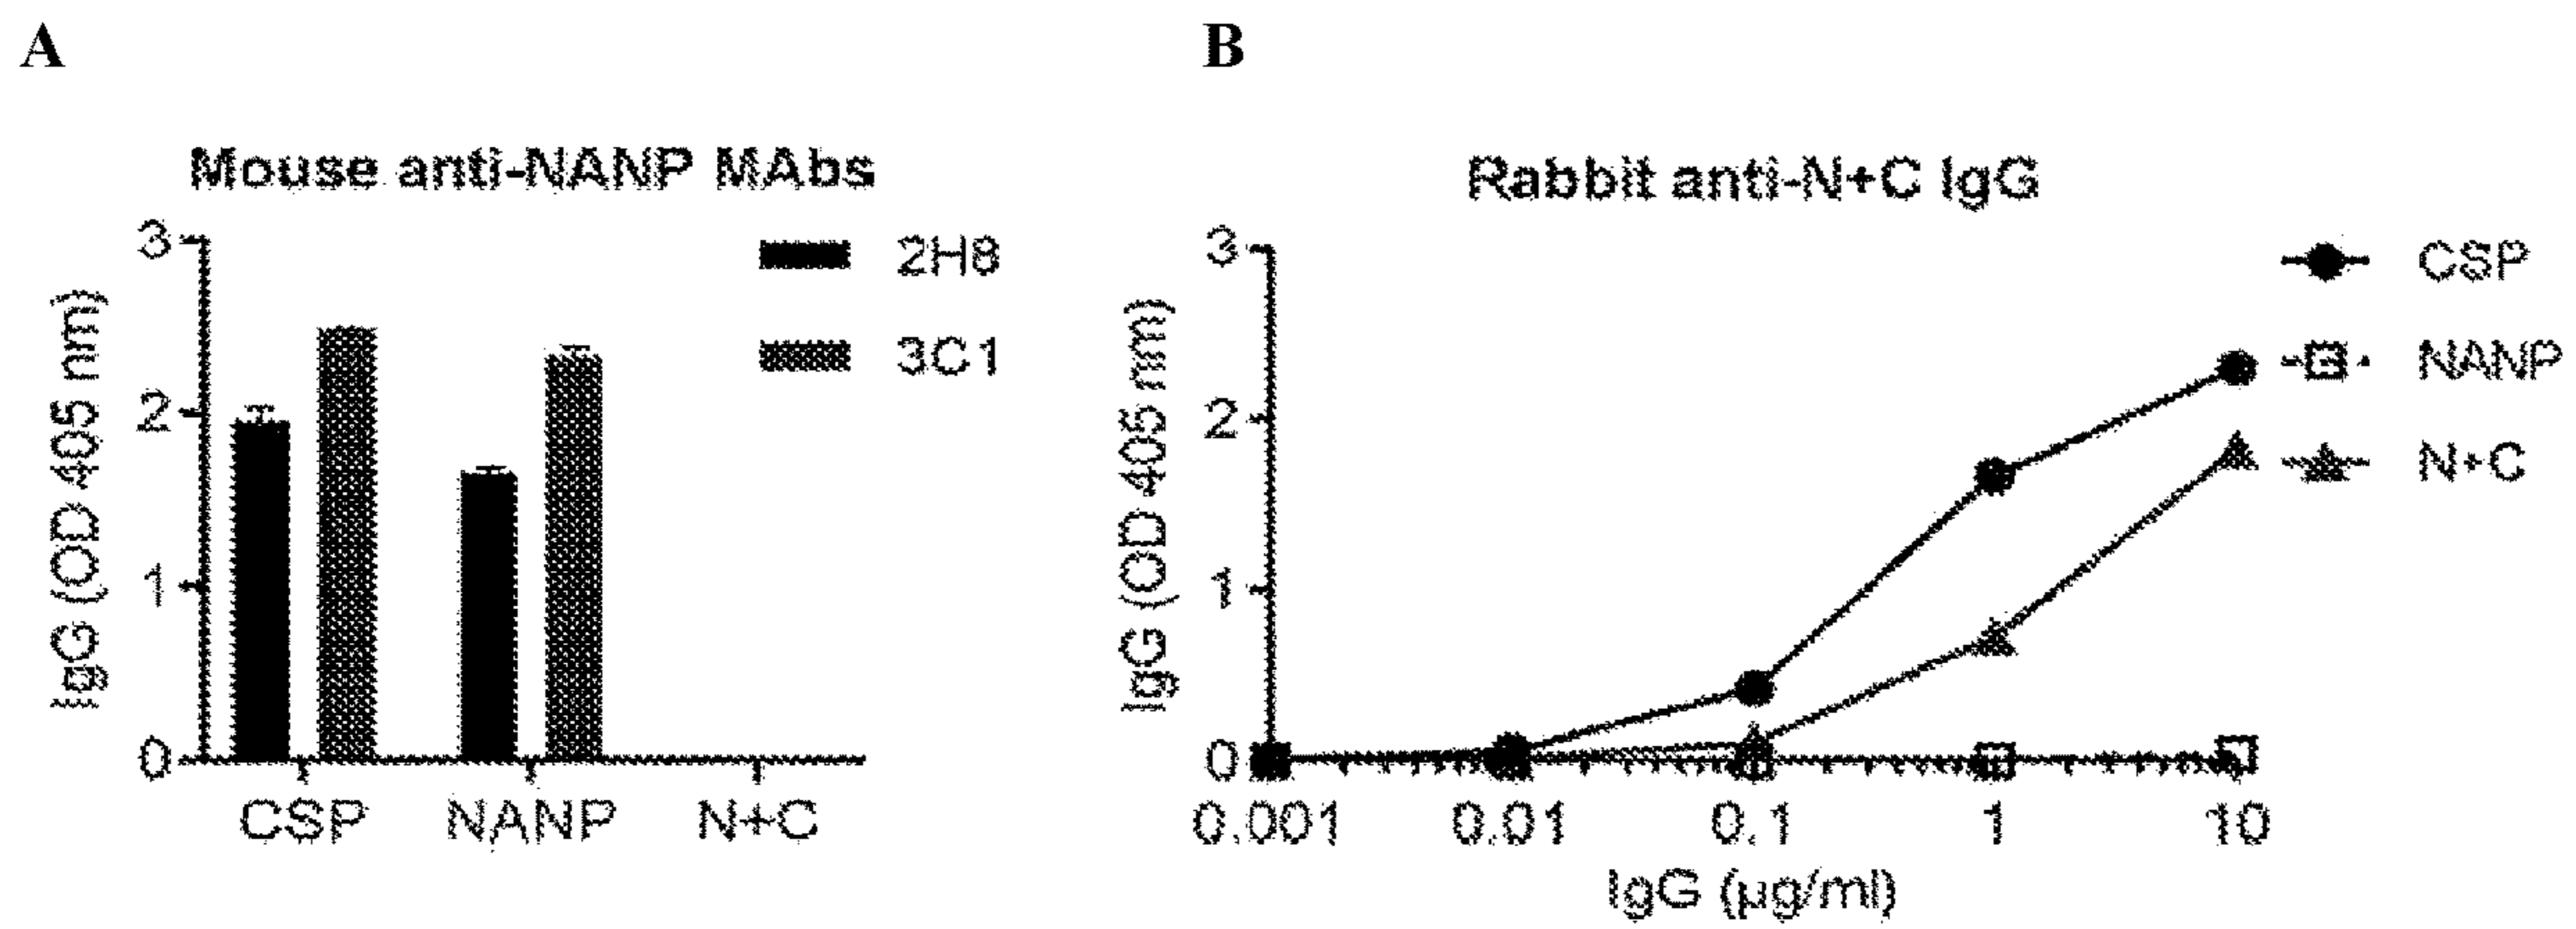 A
Mouse anti-NANP MAbs
3
2
1
0
IgG (OD 405 nm)
2H8
3C1
CSP NANP N+C
B
Rabbit anti-N+C IgG
3
2
1
0
IgG (OD 405 nm)
CSP
NANP
N+C
0.001 0.01 0.1 1 10
IgG (µg/ml)